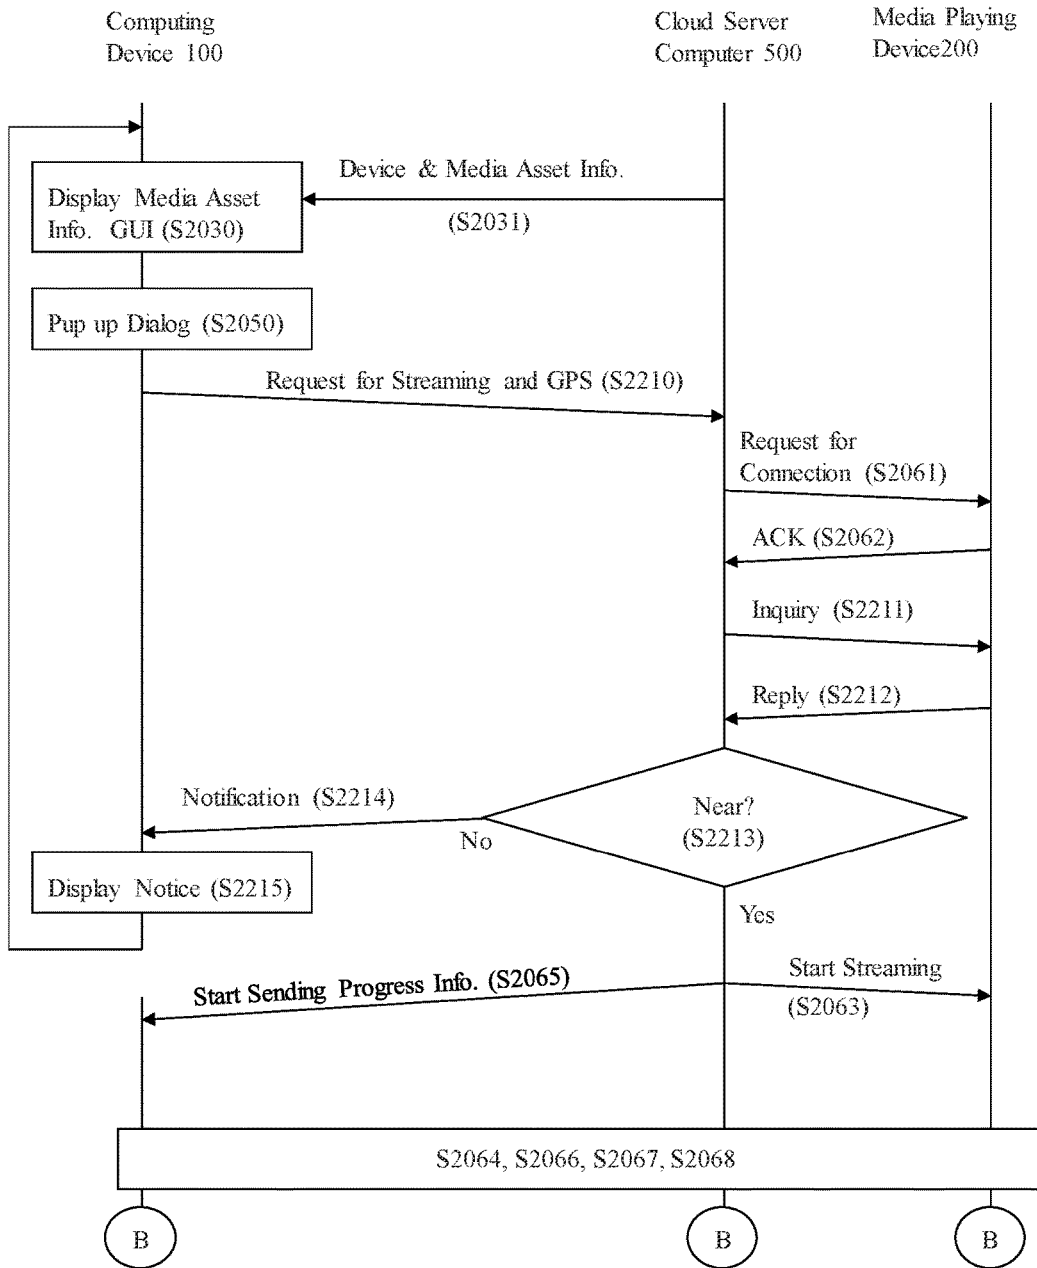 Computing
Device 100
Cloud Server
Computer 500
Media Playing
Device200
Device & Media Asset Info.
(S2031)
Display Media Asset
Info. GUI (S2030)
Pup up Dialog (S2050)
Request for Streaming and GPS (S2210)
Request for
Connection (S2061)
ACK (S2062)
Inquiry (S2211)
Reply (S2212)
Near?
(S2213)
Notification (S2214)
No
Display Notice (S2215)
Yes
Start Sending Progress Info. (S2065)
Start Streaming
(S2063)
S2064, S2066, S2067, S2068
B
B
B